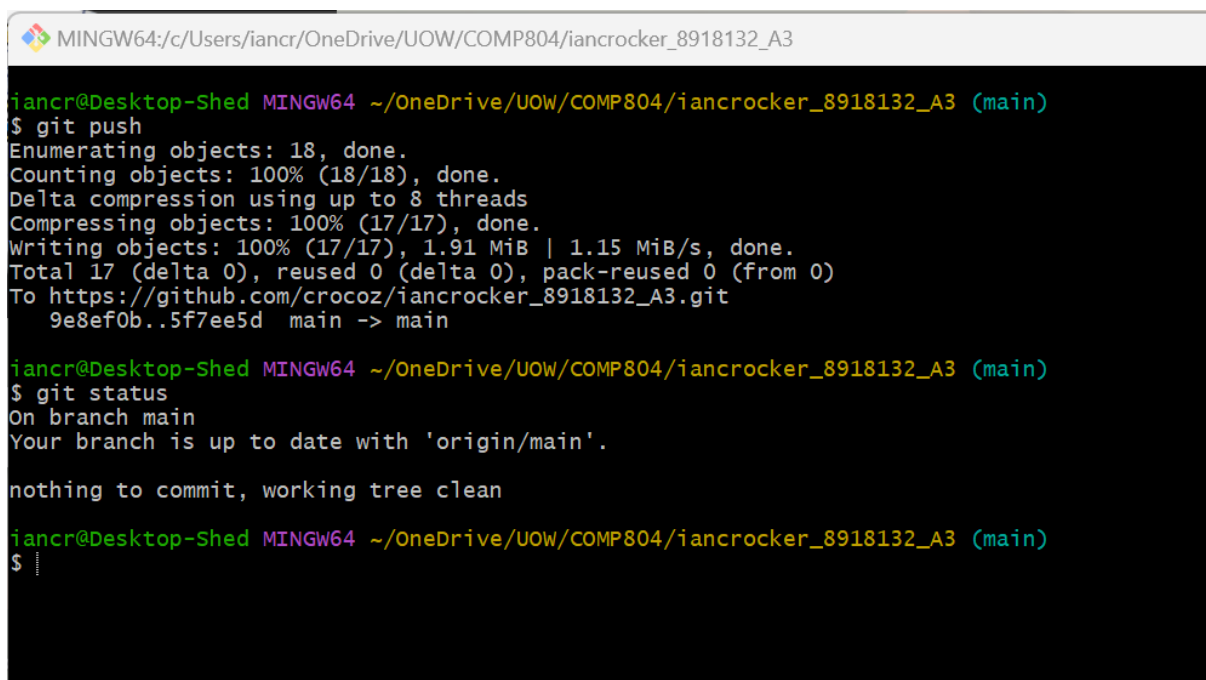 MINGW64:/c/Users/iancr/OneDrive/UOW/COMP804/iancrocker_8918132_A3
iancr@Desktop-Shed MINGW64 ~/OneDrive/UOW/COMP804/iancrocker_8918132_A3 (main)
$ git push
Enumerating objects: 18, done.
Counting objects: 100% (18/18), done.
Delta compression using up to 8 threads
Compressing objects: 100% (17/17), done.
Writing objects: 100% (17/17), 1.91 MiB | 1.15 MiB/s, done.
Total 17 (delta 0), reused 0 (delta 0), pack-reused 0 (from 0)
To https://github.com/crocoz/iancrocker_8918132_A3.git
   9e8ef0b..5f7ee5d  main -> main
iancr@Desktop-Shed MINGW64 ~/OneDrive/UOW/COMP804/iancrocker_8918132_A3 (main)
$ git status
On branch main
Your branch is up to date with 'origin/main'.
nothing to commit, working tree clean
iancr@Desktop-Shed MINGW64 ~/OneDrive/UOW/COMP804/iancrocker_8918132_A3 (main)
$